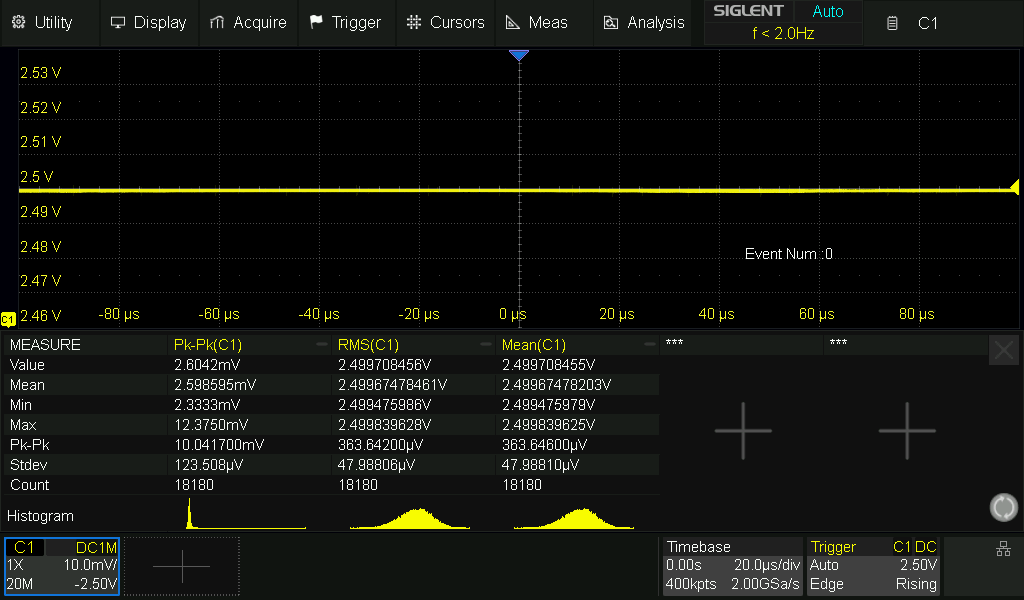 Utility Display Acquire Trigger Cursors Meas Analysis SIGLENT Auto C1
f < 2.0Hz
2.53 V
2.52 V
2.51 V
2.5 V
2.49 V
2.48 V
Event Num :0
2.47 V
2.46 V -80 µs -60 µs -40 µs -20 µs 0 µs 20 µs 40 µs 60 µs 80 µs
C1
MEASURE Pk-Pk(C1) RMS(C1) Mean(C1) *** ***
Value 2.6042mV 2.499708456V 2.499708455V
Mean 2.598595mV 2.49967478461V 2.49967478203V
Min 2.3333mV 2.499475986V 2.499475979V
Max 12.3750mV 2.499839628V 2.499839625V
Pk-Pk 10.041700mV 363.64200µV 363.64600µV
Stdev 123.508µV 47.98806µV 47.98810µV
Count 18180 18180 18180
Histogram
C1 DC1M Timebase Trigger C1 DC
1X 10.0mV/ 0.00s 20.0µs/div Auto 2.50V
20M -2.50V 400kpts 2.00GSa/s Edge Rising